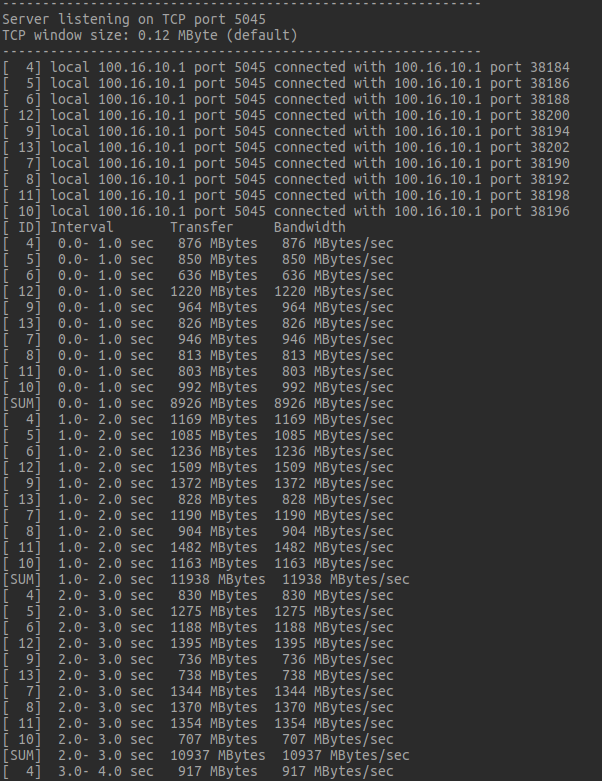 ------------------------------------------------------------
Server listening on TCP port 5045
TCP window size: 0.12 MByte (default)
------------------------------------------------------------
[  4] local 100.16.10.1 port 5045 connected with 100.16.10.1 port 38184
[  5] local 100.16.10.1 port 5045 connected with 100.16.10.1 port 38186
[  6] local 100.16.10.1 port 5045 connected with 100.16.10.1 port 38188
[ 12] local 100.16.10.1 port 5045 connected with 100.16.10.1 port 38200
[  9] local 100.16.10.1 port 5045 connected with 100.16.10.1 port 38194
[ 13] local 100.16.10.1 port 5045 connected with 100.16.10.1 port 38202
[  7] local 100.16.10.1 port 5045 connected with 100.16.10.1 port 38190
[  8] local 100.16.10.1 port 5045 connected with 100.16.10.1 port 38192
[ 11] local 100.16.10.1 port 5045 connected with 100.16.10.1 port 38198
[ 10] local 100.16.10.1 port 5045 connected with 100.16.10.1 port 38196
[ ID] Interval       Transfer     Bandwidth
[  4]  0.0- 1.0 sec   876 MBytes   876 MBytes/sec
[  5]  0.0- 1.0 sec   850 MBytes   850 MBytes/sec
[  6]  0.0- 1.0 sec   636 MBytes   636 MBytes/sec
[ 12]  0.0- 1.0 sec  1220 MBytes  1220 MBytes/sec
[  9]  0.0- 1.0 sec   964 MBytes   964 MBytes/sec
[ 13]  0.0- 1.0 sec   826 MBytes   826 MBytes/sec
[  7]  0.0- 1.0 sec   946 MBytes   946 MBytes/sec
[  8]  0.0- 1.0 sec   813 MBytes   813 MBytes/sec
[ 11]  0.0- 1.0 sec   803 MBytes   803 MBytes/sec
[ 10]  0.0- 1.0 sec   992 MBytes   992 MBytes/sec
[SUM]  0.0- 1.0 sec  8926 MBytes  8926 MBytes/sec
[  4]  1.0- 2.0 sec  1169 MBytes  1169 MBytes/sec
[  5]  1.0- 2.0 sec  1085 MBytes  1085 MBytes/sec
[  6]  1.0- 2.0 sec  1236 MBytes  1236 MBytes/sec
[ 12]  1.0- 2.0 sec  1509 MBytes  1509 MBytes/sec
[  9]  1.0- 2.0 sec  1372 MBytes  1372 MBytes/sec
[ 13]  1.0- 2.0 sec   828 MBytes   828 MBytes/sec
[  7]  1.0- 2.0 sec  1190 MBytes  1190 MBytes/sec
[  8]  1.0- 2.0 sec   904 MBytes   904 MBytes/sec
[ 11]  1.0- 2.0 sec  1482 MBytes  1482 MBytes/sec
[ 10]  1.0- 2.0 sec  1163 MBytes  1163 MBytes/sec
[SUM]  1.0- 2.0 sec  11938 MBytes  11938 MBytes/sec
[  4]  2.0- 3.0 sec   830 MBytes   830 MBytes/sec
[  5]  2.0- 3.0 sec  1275 MBytes  1275 MBytes/sec
[  6]  2.0- 3.0 sec  1188 MBytes  1188 MBytes/sec
[ 12]  2.0- 3.0 sec  1395 MBytes  1395 MBytes/sec
[  9]  2.0- 3.0 sec   736 MBytes   736 MBytes/sec
[ 13]  2.0- 3.0 sec   738 MBytes   738 MBytes/sec
[  7]  2.0- 3.0 sec  1344 MBytes  1344 MBytes/sec
[  8]  2.0- 3.0 sec  1370 MBytes  1370 MBytes/sec
[ 11]  2.0- 3.0 sec  1354 MBytes  1354 MBytes/sec
[ 10]  2.0- 3.0 sec   707 MBytes   707 MBytes/sec
[SUM]  2.0- 3.0 sec  10937 MBytes  10937 MBytes/sec
[  4]  3.0- 4.0 sec   917 MBytes   917 MBytes/sec